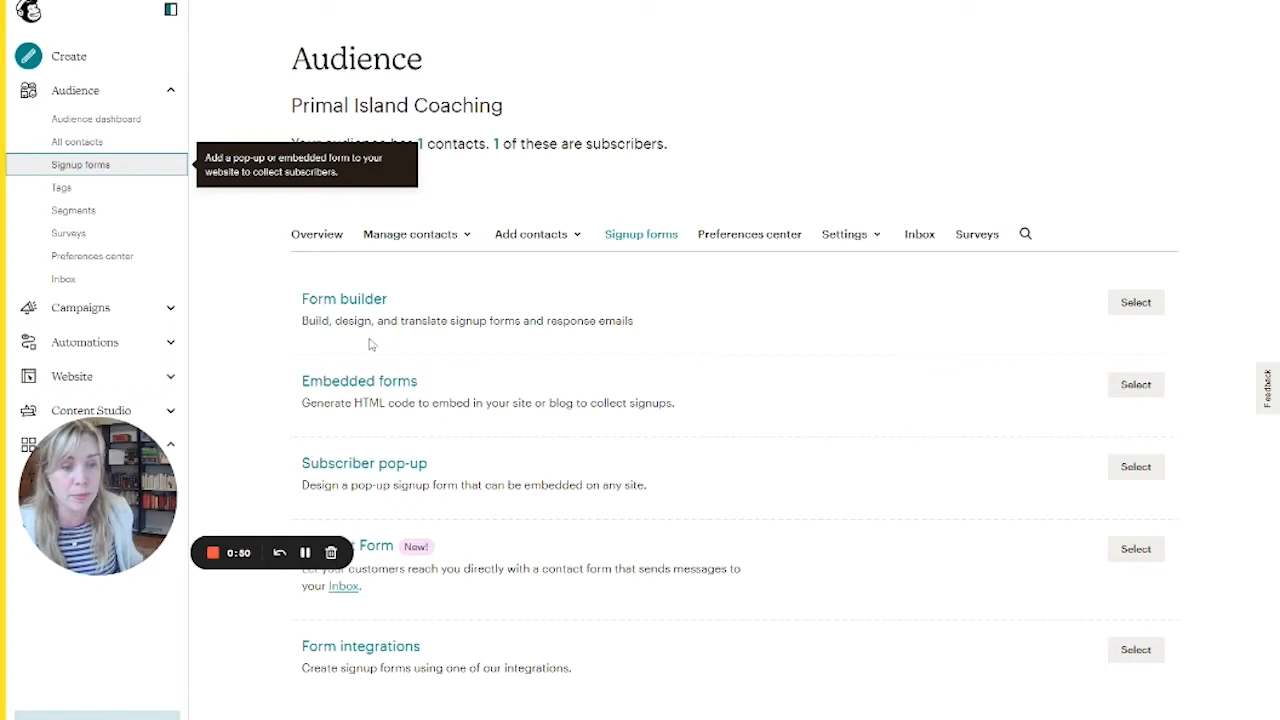 Create
Audience
Audience dashboard
All contacts
Signup forms
Tags
Segments
Surveys
Preferences center
Inbox
Campaigns
Automations
Website
Content Studio
Audience
Primal Island Coaching
1 contacts. 1 of these are subscribers.
Add a pop-up or embedded form to your
website to collect subscribers.
Overview Manage contacts Add contacts Signup forms Preferences center Settings Inbox Surveys
Form builder
Build, design, and translate signup forms and response emails
Select
Embedded forms
Generate HTML code to embed in your site or blog to collect signups.
Select
Subscriber pop-up
Design a pop-up signup form that can be embedded on any site.
Select
Form New!
Let your customers reach you directly with a contact form that sends messages to
your Inbox.
Select
Form integrations
Create signup forms using one of our integrations.
Select
0:50
Feedback